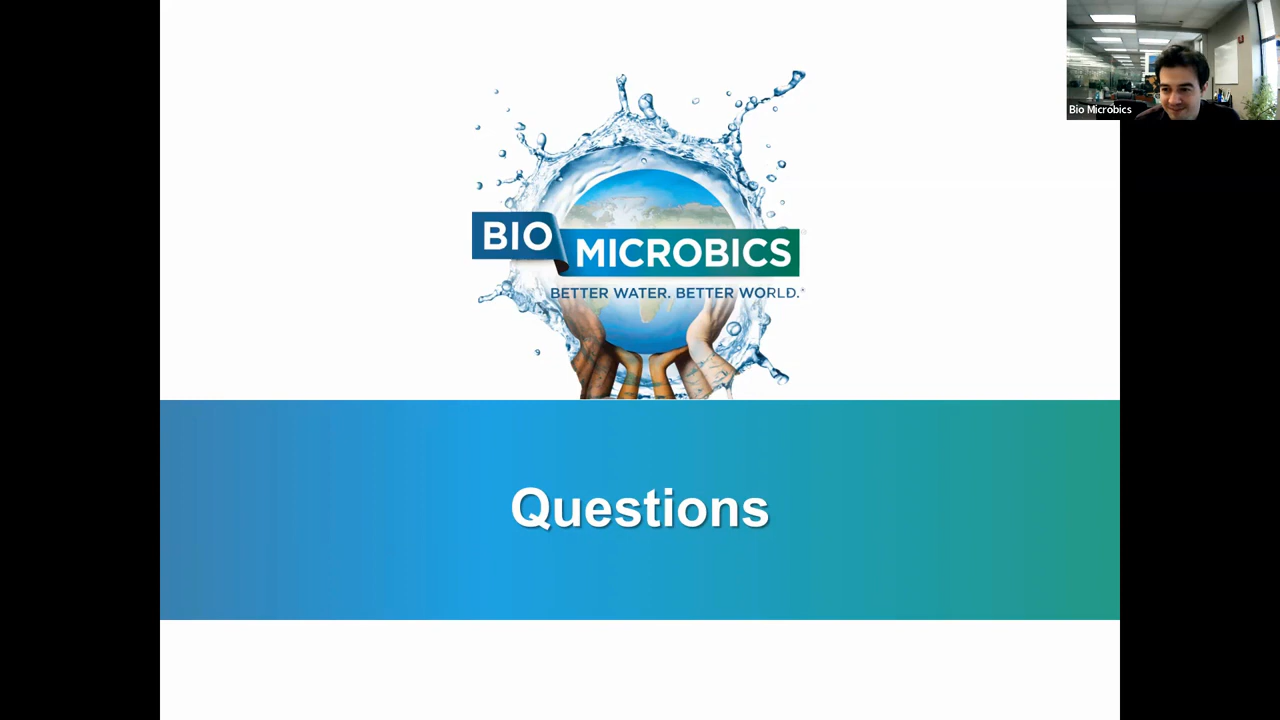 Bio Microbics
BIO
MICROBICS
BETTER WATER. BETTER WORLD.
Questions